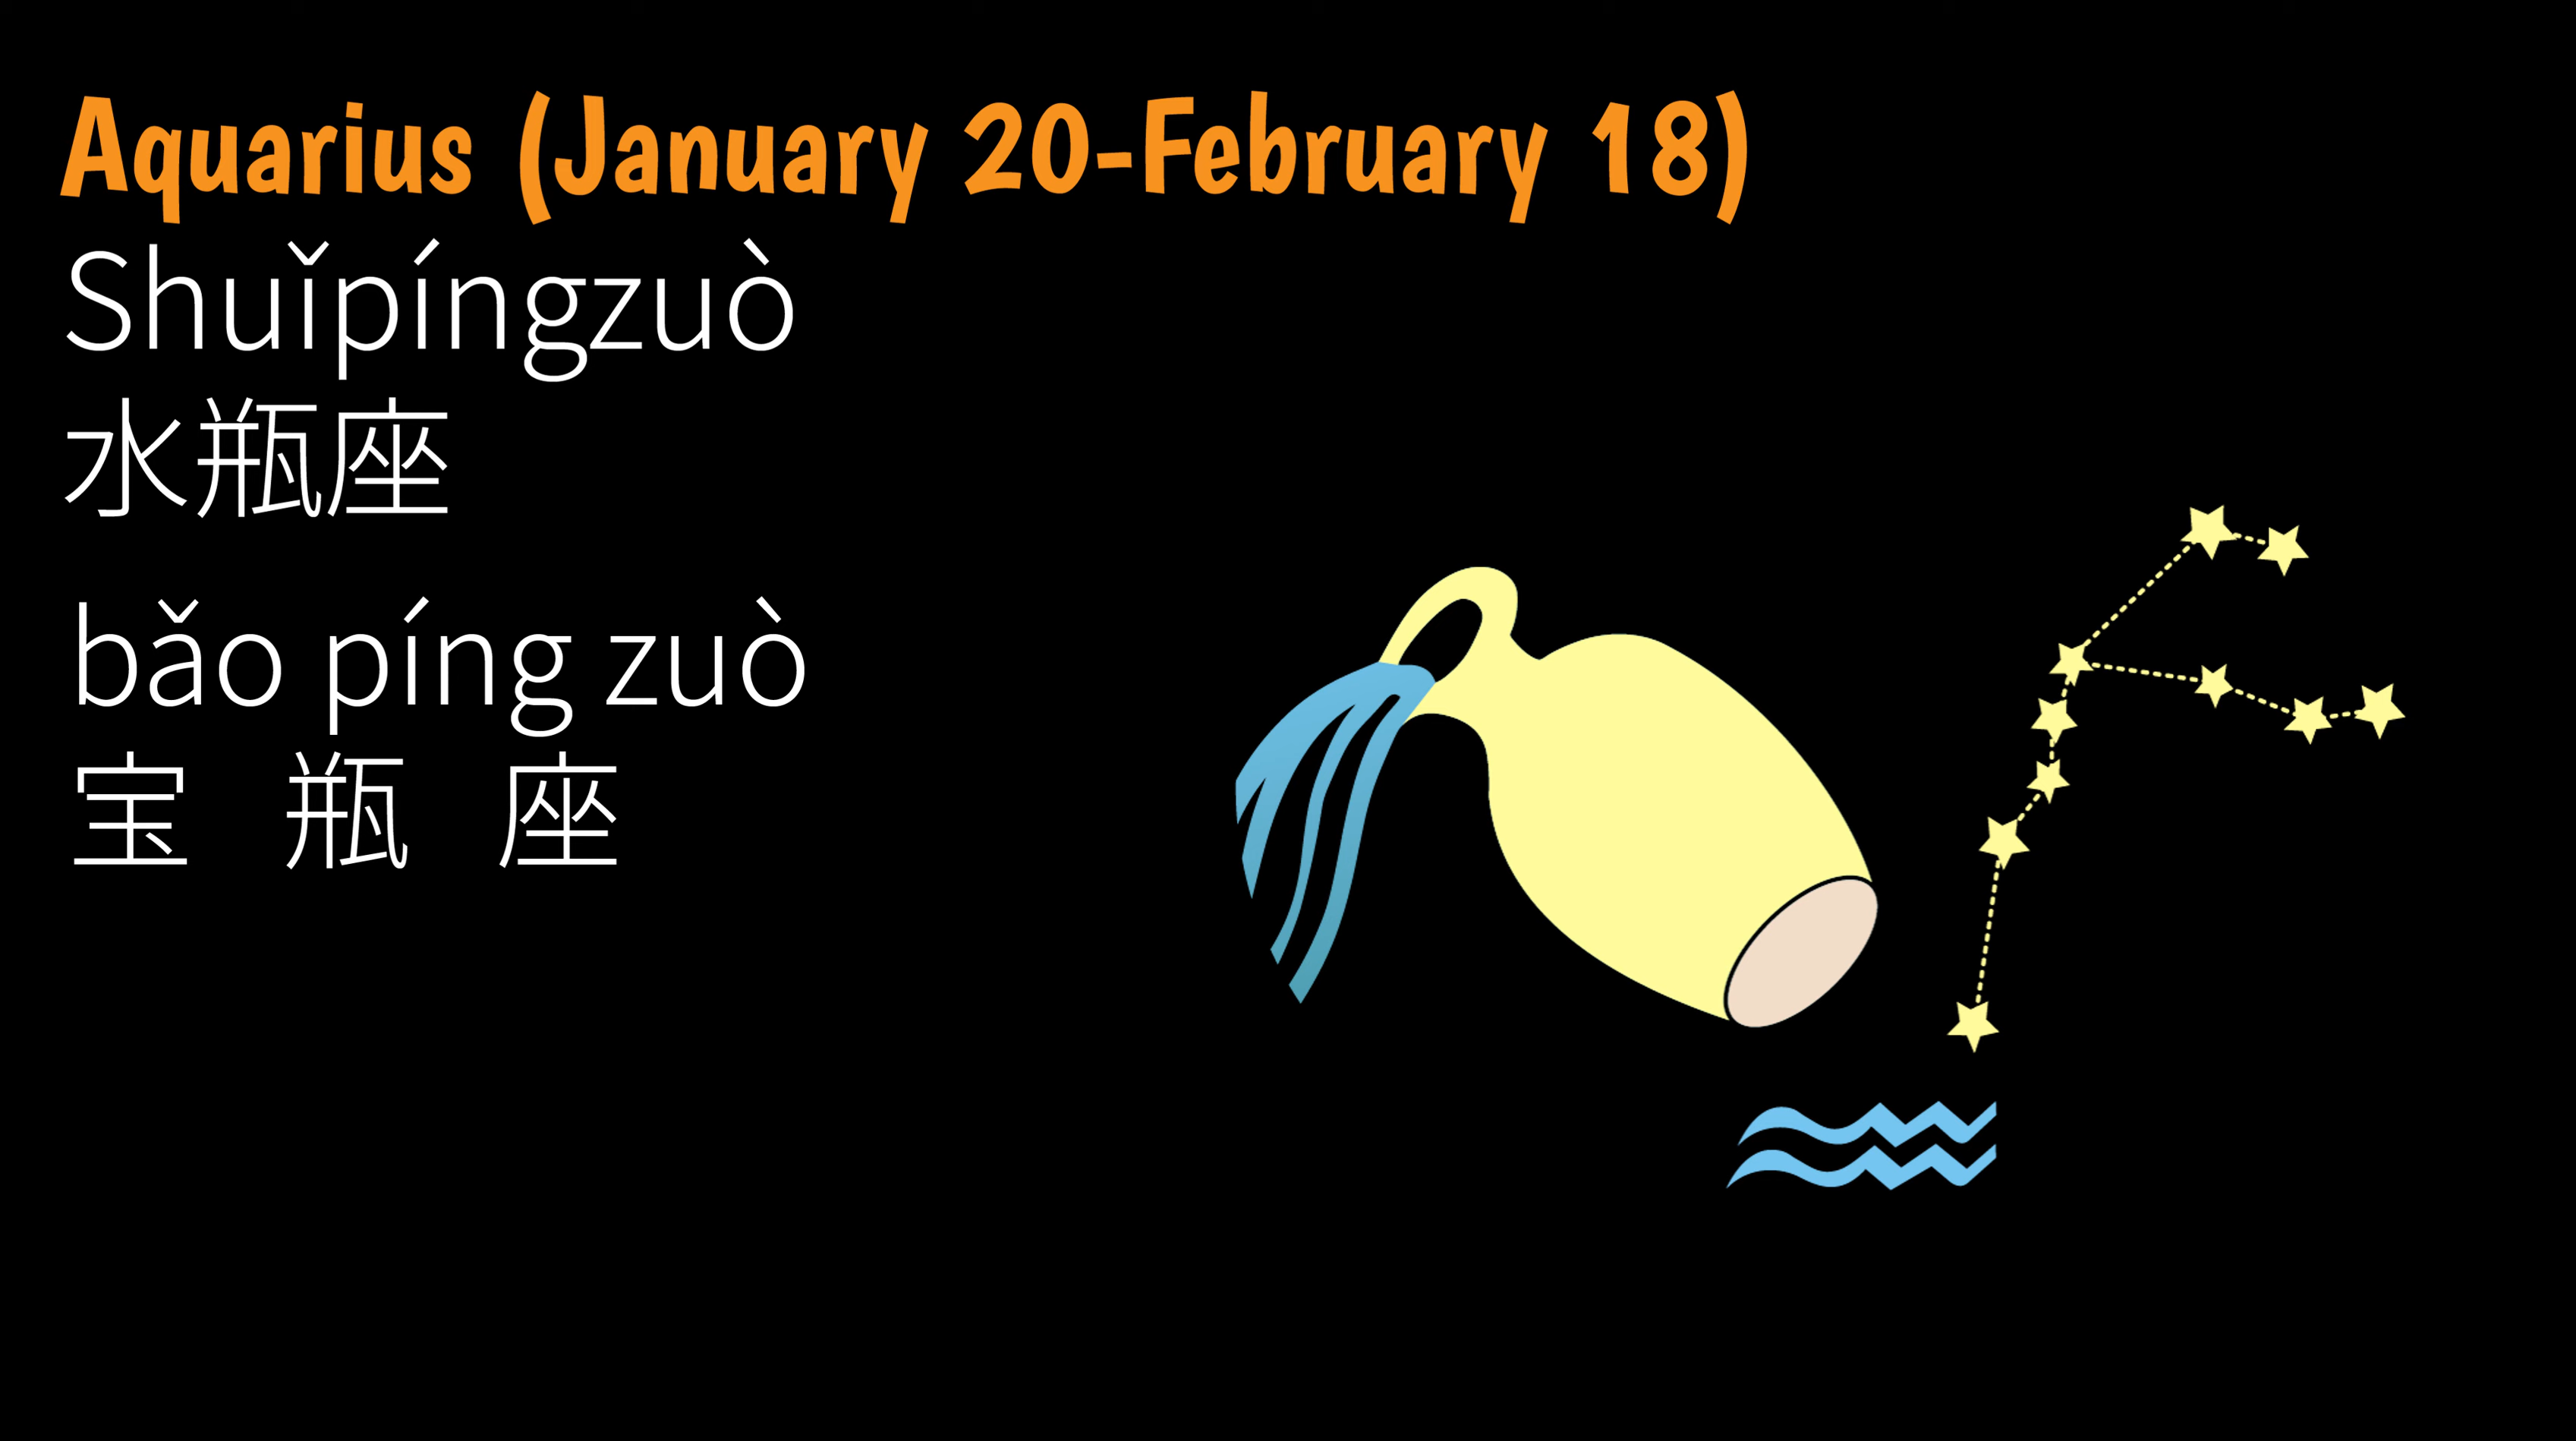 Aquarius (January 20-February 18)
Shuǐpíngzuò
水瓶座
bǎo píng zuò
宝 瓶 座